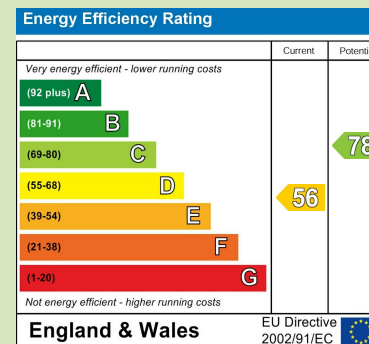 Energy Efficiency Rating
Current
Very energy efficient - lower running costs
(92 plus) A
(81-91) B
(69-80) C
78
(55-68) D
56
(39-54) E
(21-38) F
(1-20) G
Not energy efficient - higher running costs
England & Wales
EU Directive
2002/91/EC